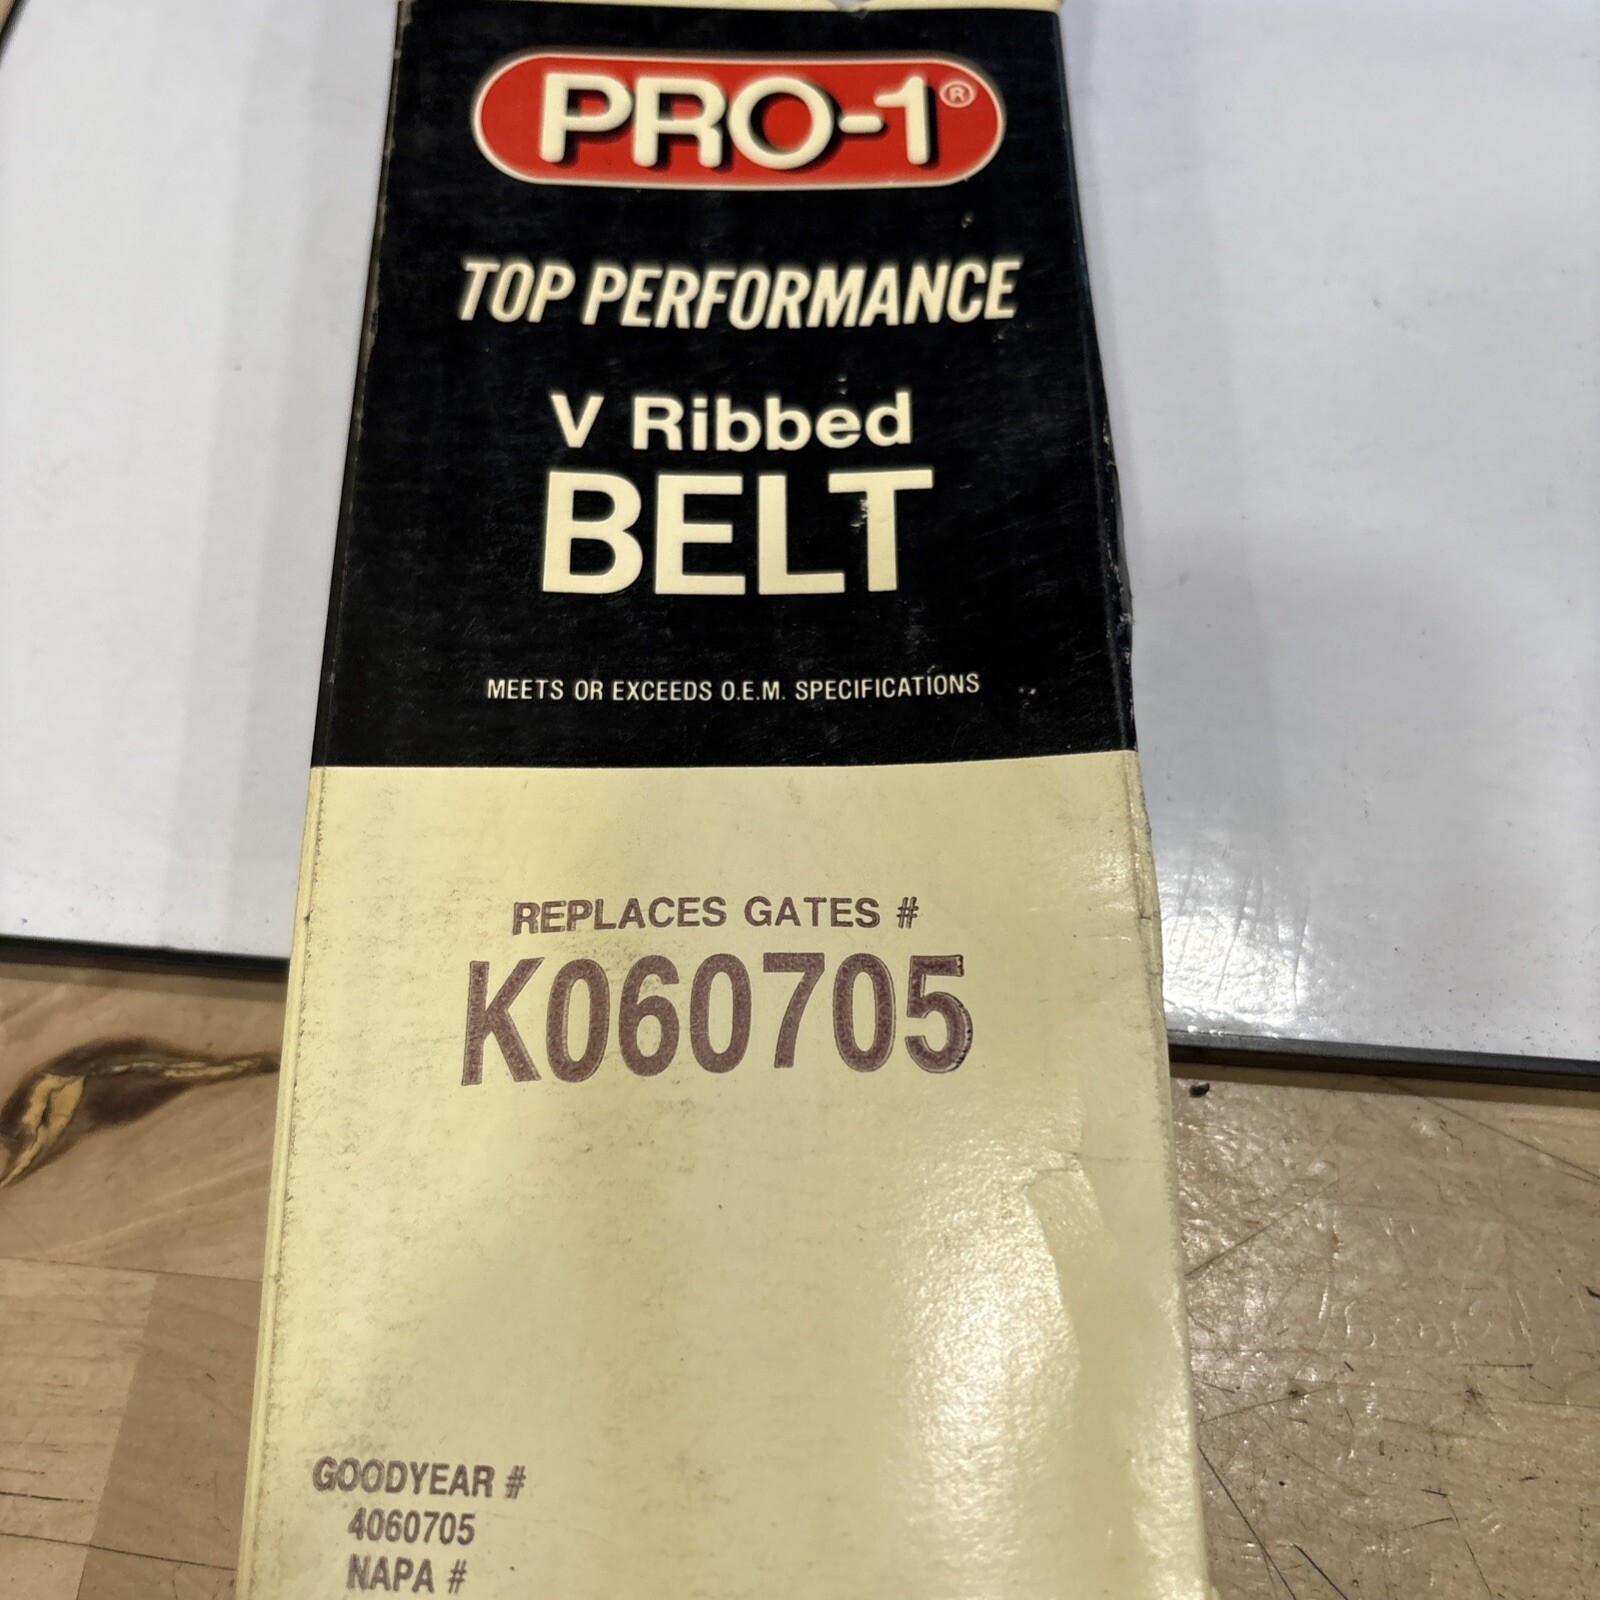 PRO-1®
TOP PERFORMANCE
V Ribbed
BELT
MEETS OR EXCEEDS O.E.M. SPECIFICATIONS
REPLACES GATES #
K060705
GOODYEAR #
4060705
NAPA #